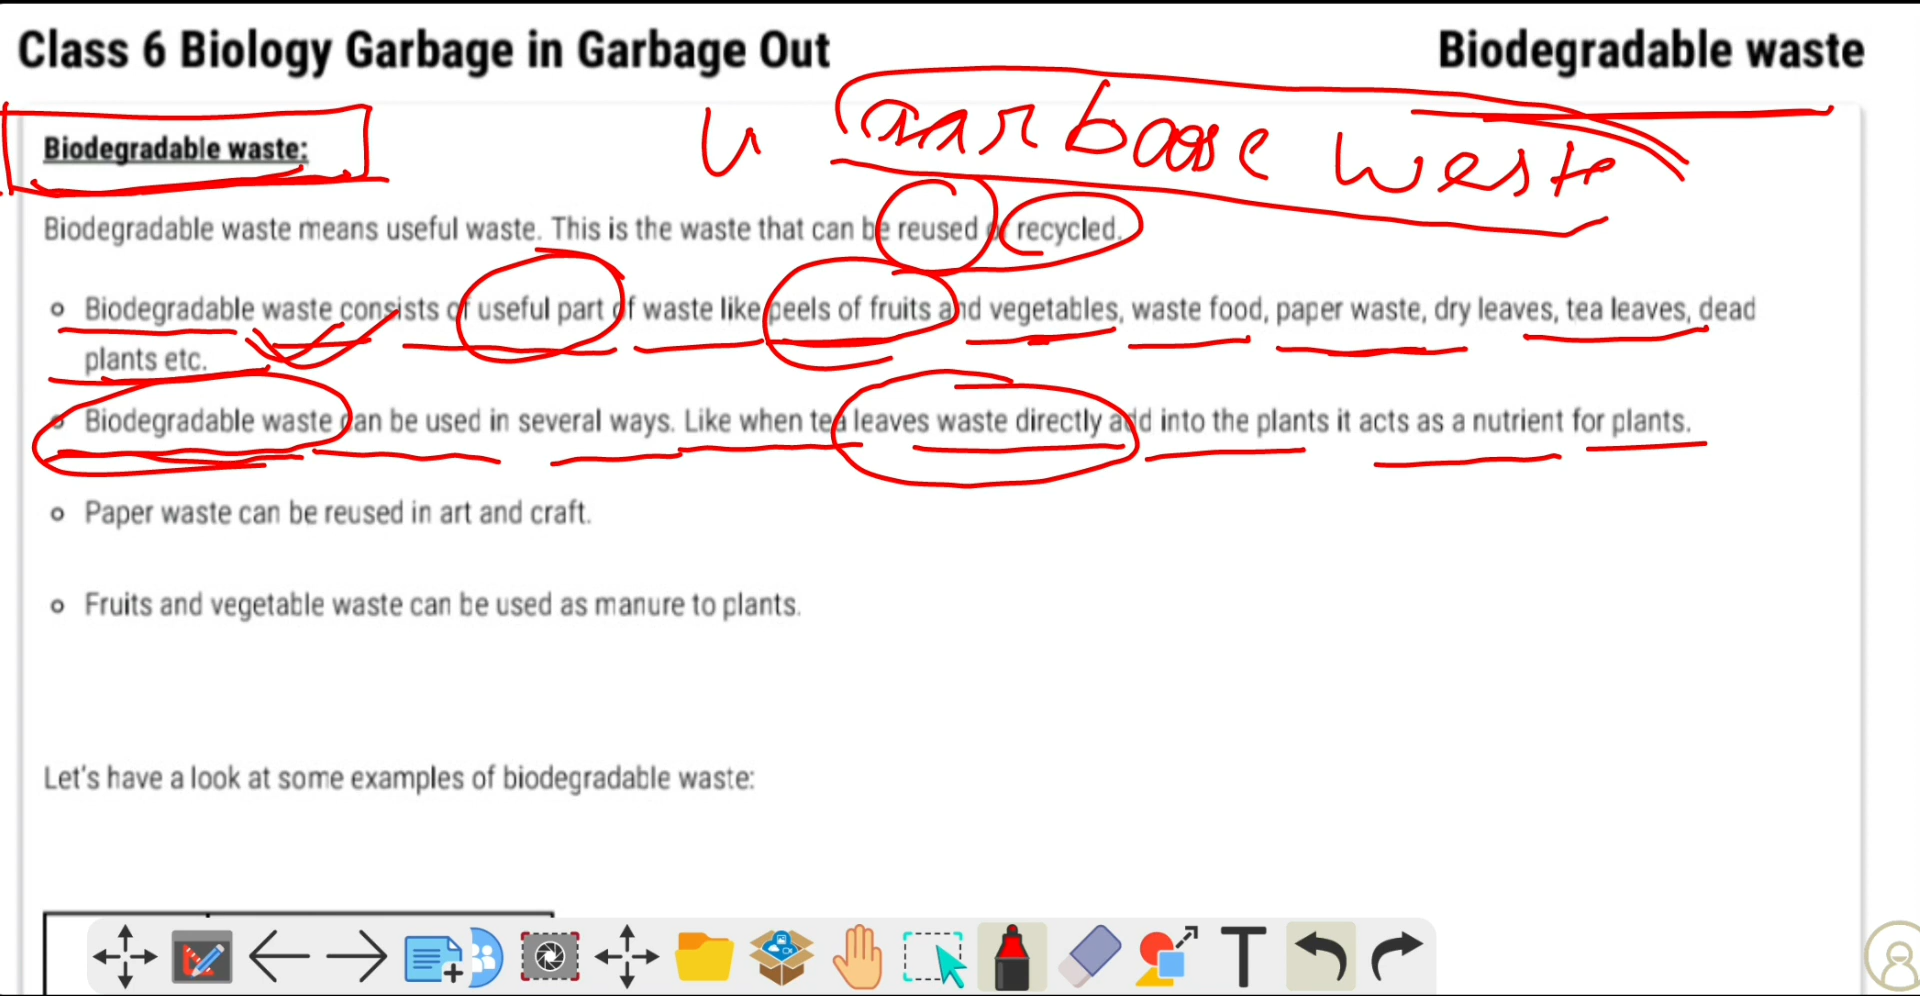 Class 6 Biology Garbage in Garbage Out
Biodegradable waste
Biodegradable waste:
Biodegradable waste means useful waste. This is the waste that can be reused or recycled.
Biodegradable waste consists of useful part of waste like peels of fruits and vegetables, waste food, paper waste, dry leaves, tea leaves, dead
plants etc.
Biodegradable waste can be used in several ways. Like when tea leaves waste directly add into the plants it acts as a nutrient for plants.
Paper waste can be reused in art and craft.
Fruits and vegetable waste can be used as manure to plants.
Let's have a look at some examples of biodegradable waste: